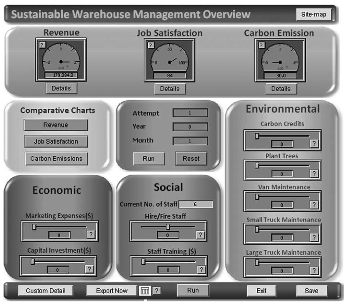 Sustainable Warehouse Management Overview
Site-map
Revenue
Job Satisfaction
Carbon Emission
?
?
?
Details
Details
Details
Comparative Charts
Revenue
Job Satisfaction
Carbon Emissions
Attempt 1
Year 0
Month 1
Run
Reset
Environmental
Carbon Credits
0 ?
Plant Trees
0 ?
Van Maintenance
0 ?
Small Truck Maintenance
0 ?
Large Truck Maintenance
0 ?
Economic
Marketing Expenses($)
0 ?
Capital Investment($)
0 ?
Social
Current No. of Staff 6
Hire/Fire Staff
0 ?
Staff Training ($)
0 ?
Custom Detail
Export Now
?
Run
Exit
Save